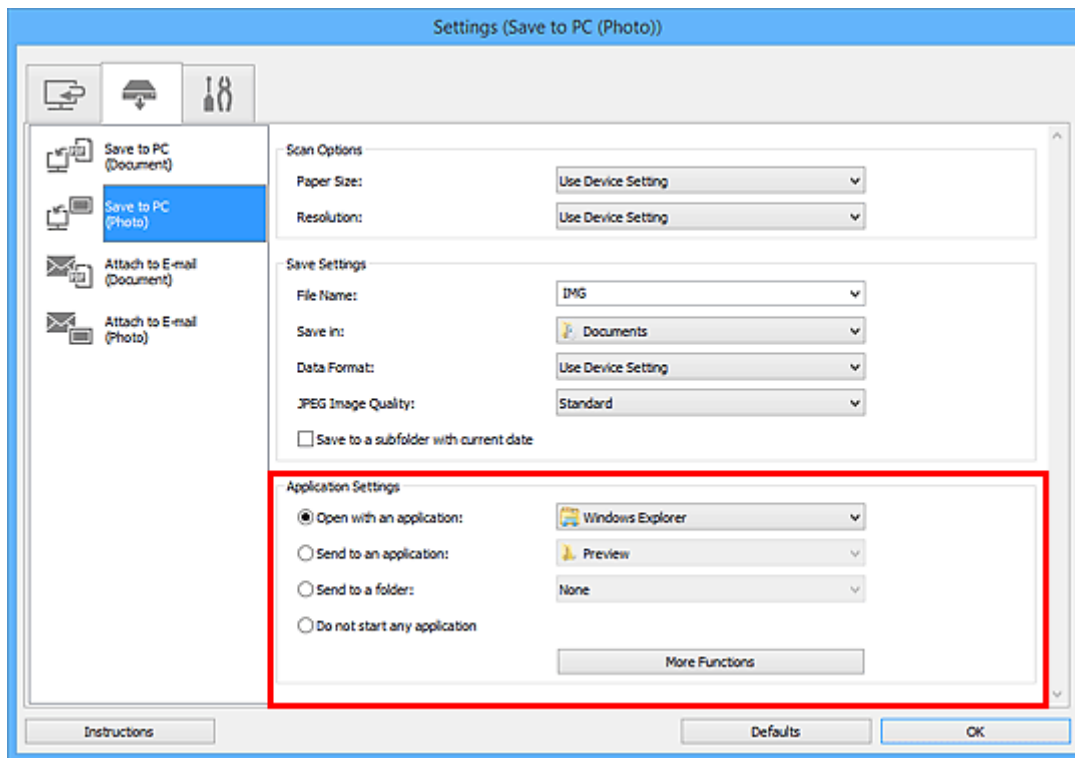 Settings (Save to PC (Photo))
Save to PC
(Document)
Save to PC
(Photo)
Attach to E-mail
(Document)
Attach to E-mail
(Photo)
Scan Options
Paper Size: Use Device Setting
Resolution: Use Device Setting
Save Settings
File Name: IMG
Save in: Documents
Data Format: Use Device Setting
JPEG Image Quality: Standard
Save to a subfolder with current date
Application Settings
Open with an application: Windows Explorer
Send to an application: Preview
Send to a folder: None
Do not start any application
More Functions
Instructions Defaults OK